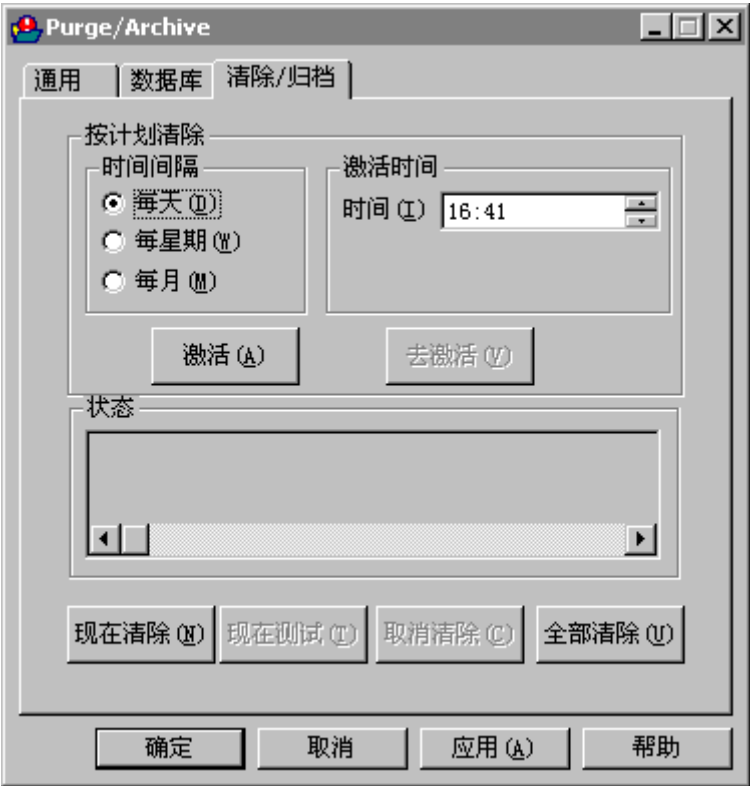 Purge/Archive
通用 数据库 清除/归档
按计划清除
时间间隔 激活时间
每天(D) 时间(I) 16:41
每星期(W)
每月(M)
激活(A) 去激活(V)
状态
现在清除(N) 现在测试(T) 取消清除(C) 全部清除(U)
确定 取消 应用(A) 帮助